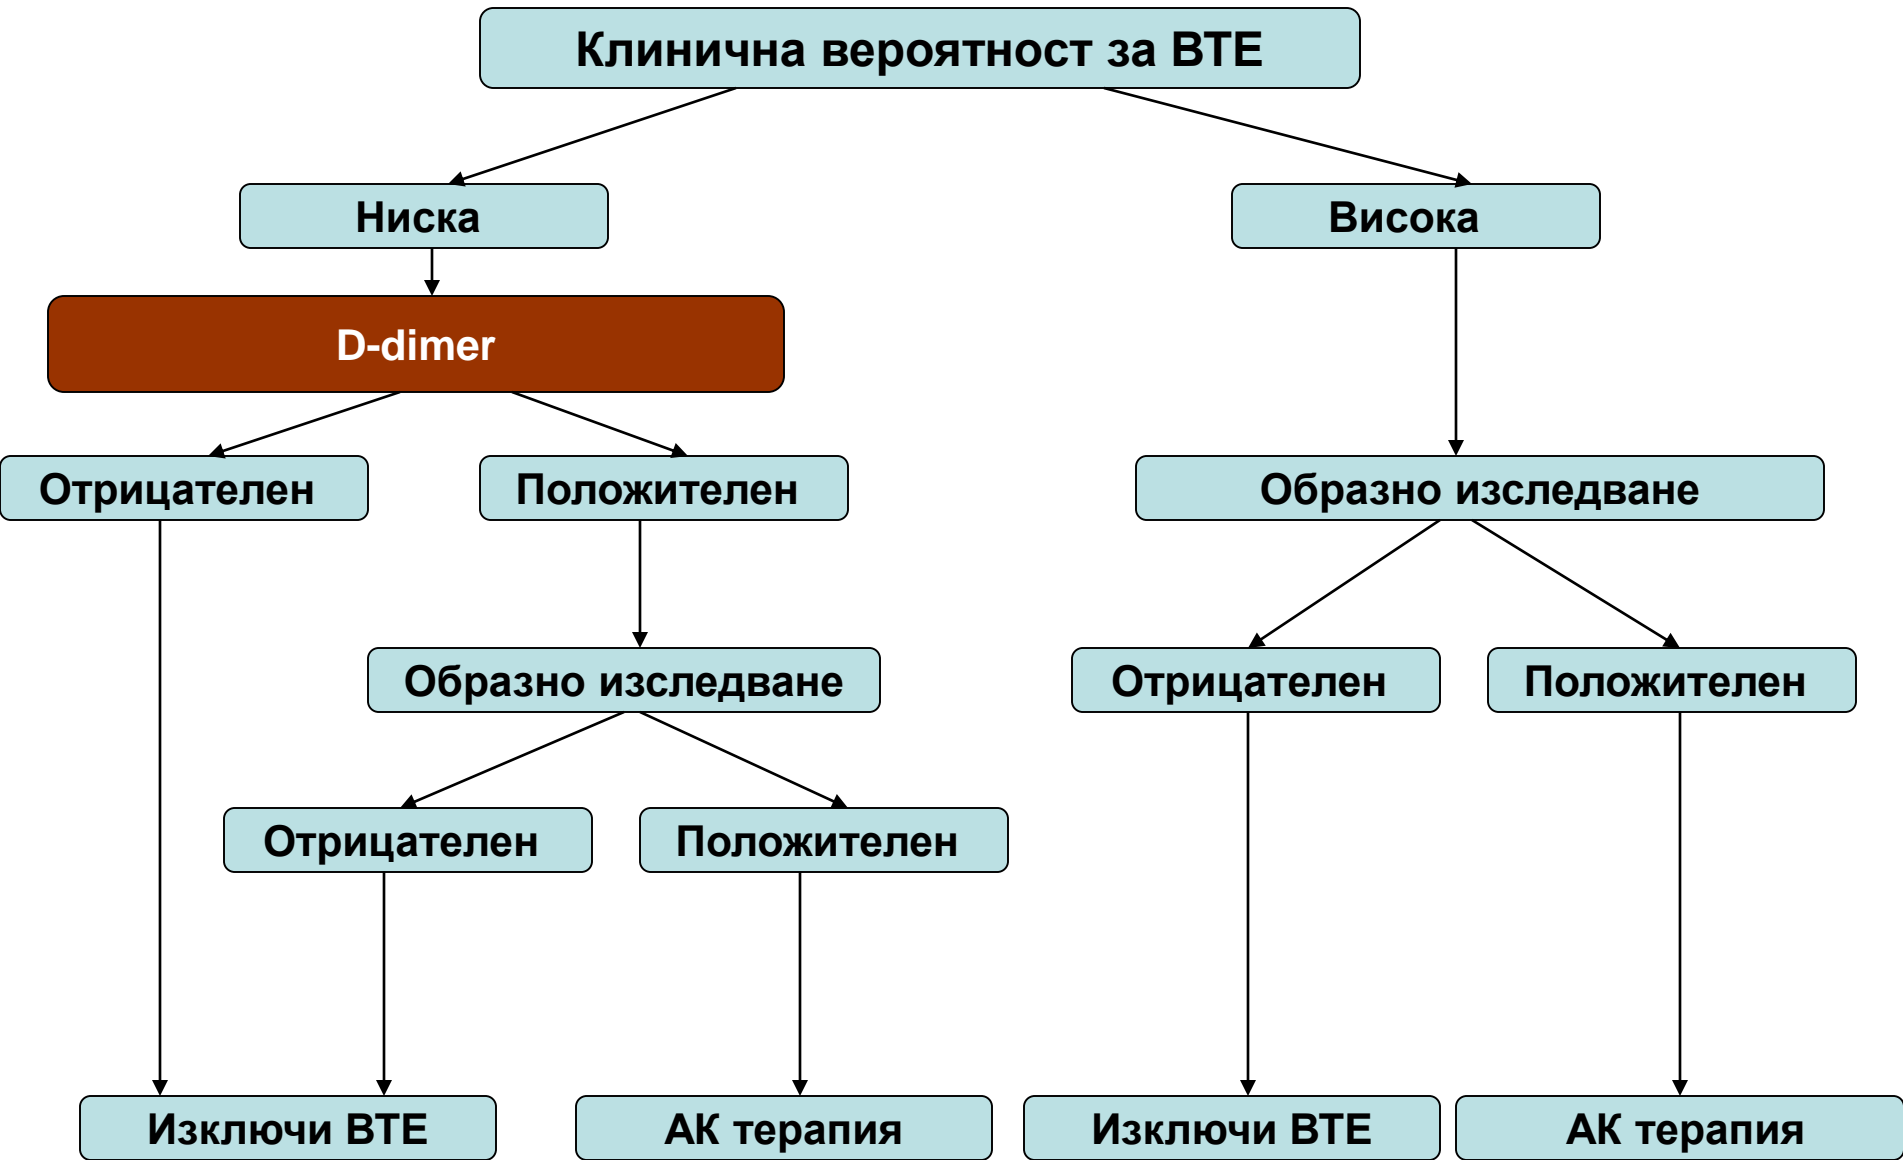 Клинична вероятност за ВТЕ
Ниска
Висока
D-dimer
Отрицателен
Положителен
Образно изследване
Образно изследване
Отрицателен
Положителен
Отрицателен
Положителен
Изключи ВТЕ
АК терапия
Изключи ВТЕ
АК терапия